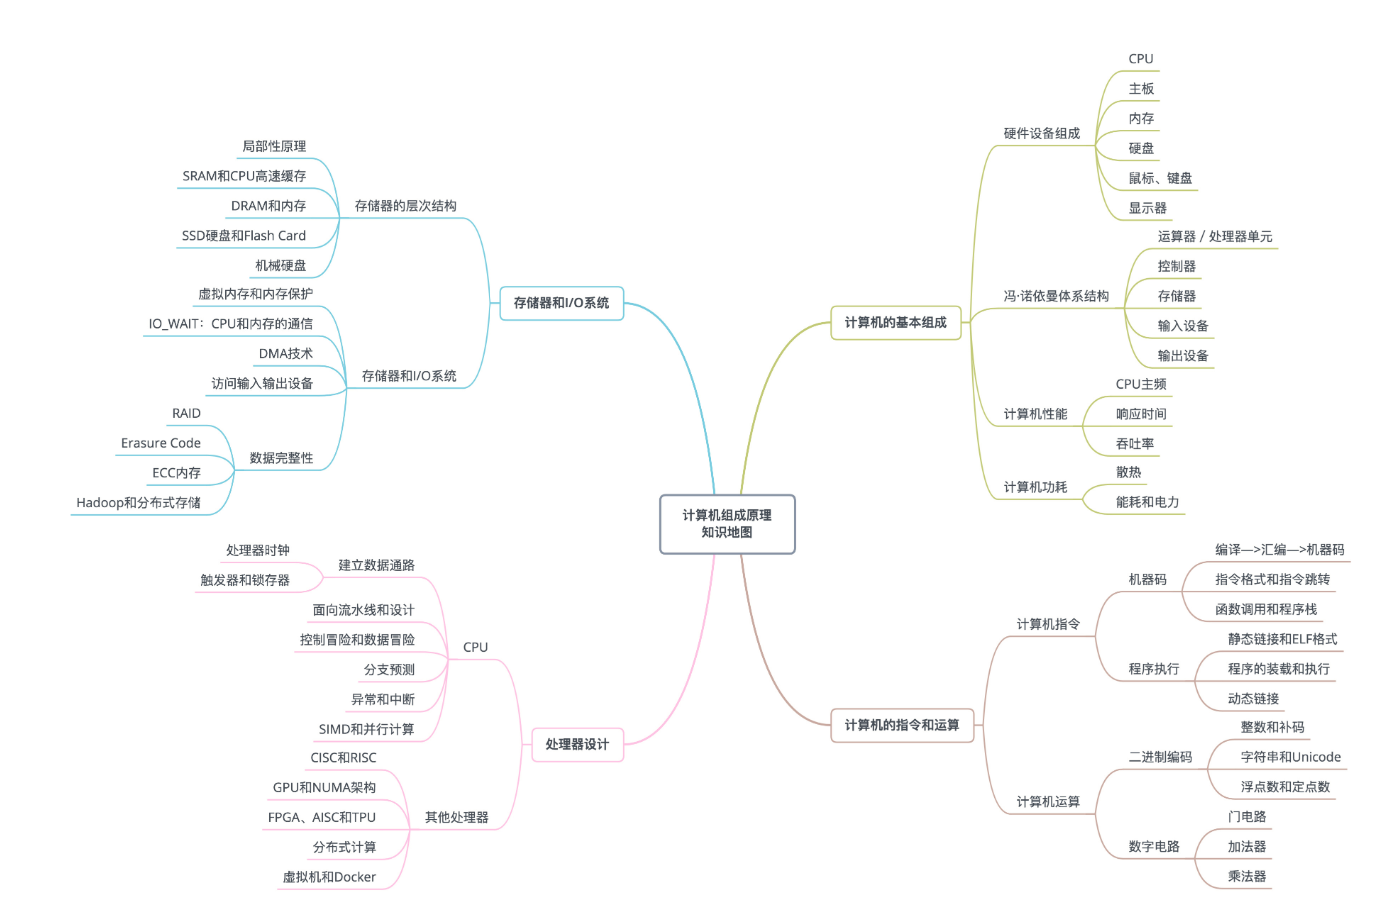 计算机组成原理
知识地图
计算机的基本组成
硬件设备组成
CPU
主板
内存
硬盘
鼠标、键盘
显示器
冯·诺依曼体系结构
运算器 / 处理器单元
控制器
存储器
输入设备
输出设备
计算机性能
CPU主频
响应时间
吞吐率
计算机功耗
散热
能耗和电力
计算机的指令和运算
计算机指令
机器码
编译—>汇编—>机器码
指令格式和指令跳转
函数调用和程序栈
程序执行
静态链接和ELF格式
程序的装载和执行
动态链接
计算机运算
二进制编码
整数和补码
字符串和Unicode
浮点数和定点数
数字电路
门电路
加法器
乘法器
存储器和I/O系统
存储器的层次结构
局部性原理
SRAM和CPU高速缓存
DRAM和内存
SSD硬盘和Flash Card
机械硬盘
存储器和I/O系统
虚拟内存和内存保护
IO_WAIT：CPU和内存的通信
DMA技术
访问输入输出设备
数据完整性
RAID
Erasure Code
ECC内存
Hadoop和分布式存储
处理器设计
CPU
建立数据通路
处理器时钟
触发器和锁存器
面向流水线和设计
控制冒险和数据冒险
分支预测
异常和中断
SIMD和并行计算
其他处理器
CISC和RISC
GPU和NUMA架构
FPGA、AISC和TPU
分布式计算
虚拟机和Docker